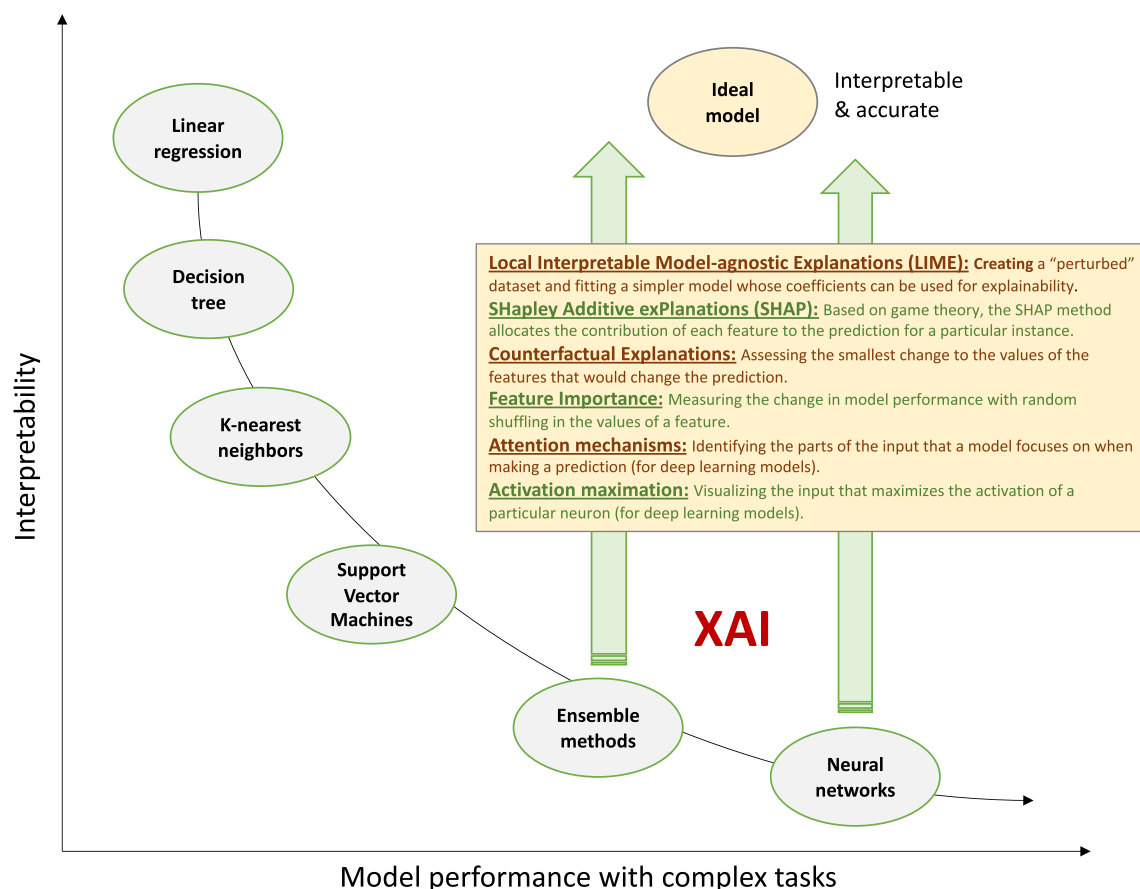 Ideal
model
Interpretable
& accurate
Linear
regression
Decision
tree
K-nearest
neighbors
Support
Vector
Machines
Ensemble
methods
Neural
networks
Local Interpretable Model-agnostic Explanations (LIME): Creating a “perturbed”
dataset and fitting a simpler model whose coefficients can be used for explainability.
SHapley Additive exPlanations (SHAP): Based on game theory, the SHAP method
allocates the contribution of each feature to the prediction for a particular instance.
Counterfactual Explanations: Assessing the smallest change to the values of the
features that would change the prediction.
Feature Importance: Measuring the change in model performance with random
shuffling in the values of a feature.
Attention mechanisms: Identifying the parts of the input that a model focuses on when
making a prediction (for deep learning models).
Activation maximation: Visualizing the input that maximizes the activation of a
particular neuron (for deep learning models).
XAI
Interpretability
Model performance with complex tasks